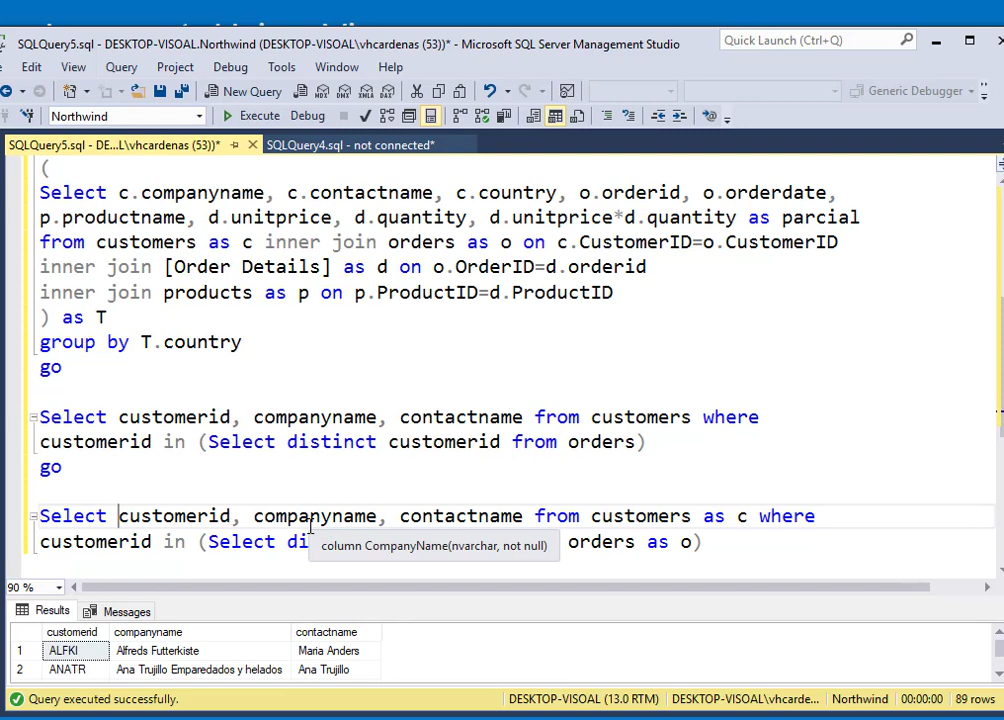 SQLQuery5.sql - DESKTOP-VISOAL.Northwind (DESKTOP-VISOAL\vhcardenas (53))* - Microsoft SQL Server Management Studio
Quick Launch (Ctrl+Q)
Edit View Query Project Debug Tools Window Help
New Query
Generic Debugger
Northwind
Execute Debug
SQLQuery5.sql - DE...L\vhcardenas (53))*
SQLQuery4.sql - not connected*
(
Select c.companyname, c.contactname, c.country, o.orderid, o.orderdate,
p.productname, d.unitprice, d.quantity, d.unitprice*d.quantity as parcial
from customers as c inner join orders as o on c.CustomerID=o.CustomerID
inner join [Order Details] as d on o.OrderID=d.orderid
inner join products as p on p.ProductID=d.ProductID
) as T
group by T.country
go
Select customerid, companyname, contactname from customers where
customerid in (Select distinct customerid from orders)
go
Select customerid, companyname, contactname from customers as c where
customerid in (Select di orders as o)
column CompanyName(nvarchar, not null)
90 %
Results Messages
customerid companyname contactname
1 ALFKI Alfreds Futterkiste Maria Anders
2 ANATR Ana Trujillo Emparedados y helados Ana Trujillo
Query executed successfully.
DESKTOP-VISOAL (13.0 RTM) DESKTOP-VISOAL\vhcarde... Northwind 00:00:00 89 rows